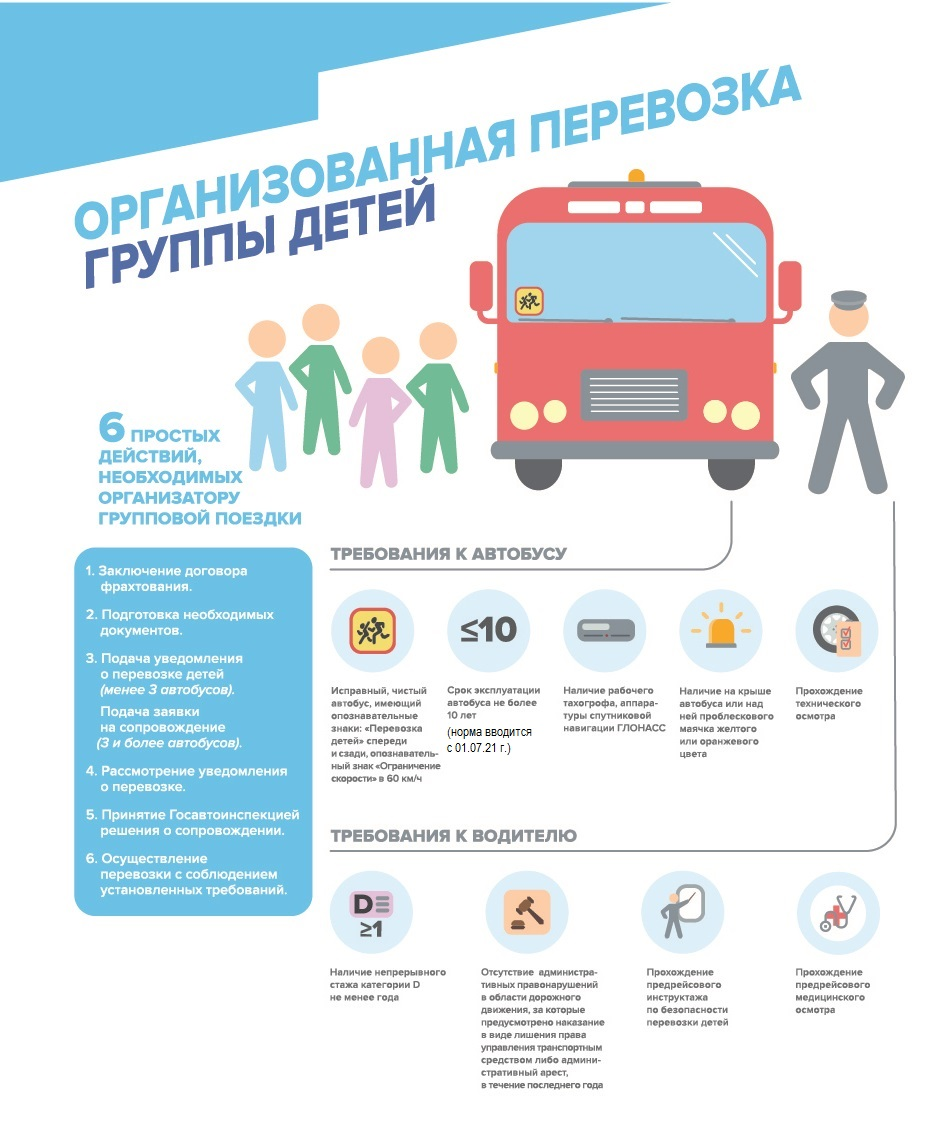 ОРГАНИЗОВАННАЯ ПЕРЕВОЗКА
ГРУППЫ ДЕТЕЙ
6 ПРОСТЫХ
ДЕЙСТВИЙ,
НЕОБХОДИМЫХ
ОРГАНИЗАТОРУ
ГРУППОВОЙ ПОЕЗДКИ
1. Заключение договора
фрахтования.
2. Подготовка необходимых
документов.
3. Подача уведомления
о перевозке детей
(менее 3 автобусов).
Подача заявки
на сопровождение
(3 и более автобусов).
4. Рассмотрение уведомления
о перевозке.
5. Принятие Госавтоинспекцией
решения о сопровождении.
6. Осуществление
перевозки с соблюдением
установленных требований.
ТРЕБОВАНИЯ К АВТОБУСУ
Исправный, чистый
автобус, имеющий
опознавательные
знаки: «Перевозка
детей» спереди
и сзади, опознаватель-
ный знак «Ограничение
скорости» в 60 км/ч
≤10
Срок эксплуатации
автобуса не более
10 лет
(норма вводится
с 01.07.21 г.)
Наличие рабочего
тахогрофа, аппара-
туры спутниковой
навигации ГЛОНАСС
Наличие на крыше
автобуса или над
ней проблескового
маячка желтого
или оранжевого
цвета
Прохождение
технического
осмотра
ТРЕБОВАНИЯ К ВОДИТЕЛЮ
D
≥1
Наличие непрерывного
стажа категории D
не менее года
Отсутствие администра-
тивных правонарушений
в области дорожного
движения, за которые
предусмотрено наказание
в виде лишения права
управления транспортным
средством либо админи-
стративный арест,
в течение последнего года
Прохождение
предрейсового
инструктажа
по безопасности
перевозки детей
Прохождение
предрейсового
медицинского
осмотра